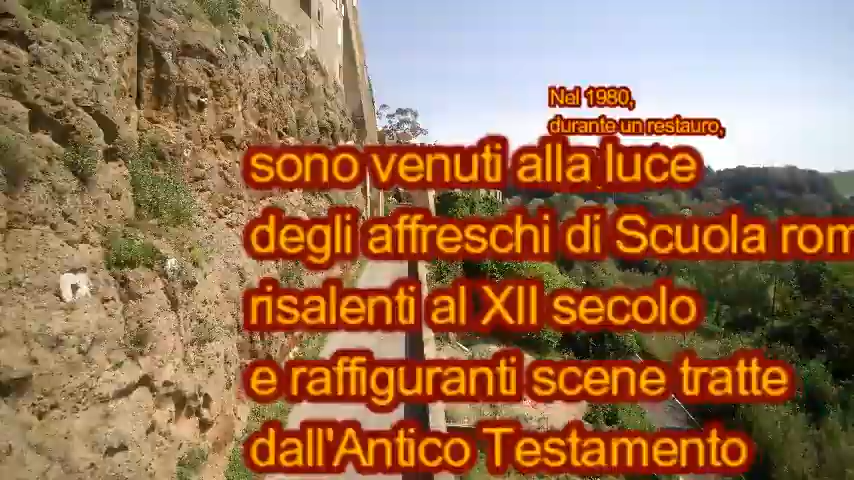 Nel 1980,
durante un restauro,
sono venuti alla luce
degli affreschi di Scuola rom
risalenti al XII secolo
e raffiguranti scene tratte
dall'Antico Testamento